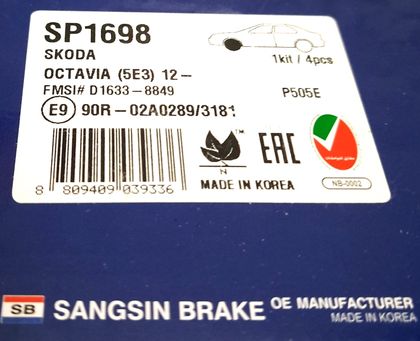 SP1698
SKODA
1kit / 4pcs
OCTAVIA (5E3) 12-
FMSI# D1633-8849
P505E
E9 90R-02A0289/3181
N
EAC
8 809409 039336
MADE IN KOREA
NB-0002
SB SANGSIN BRAKE OE MANUFACTURER
MADE IN KOREA